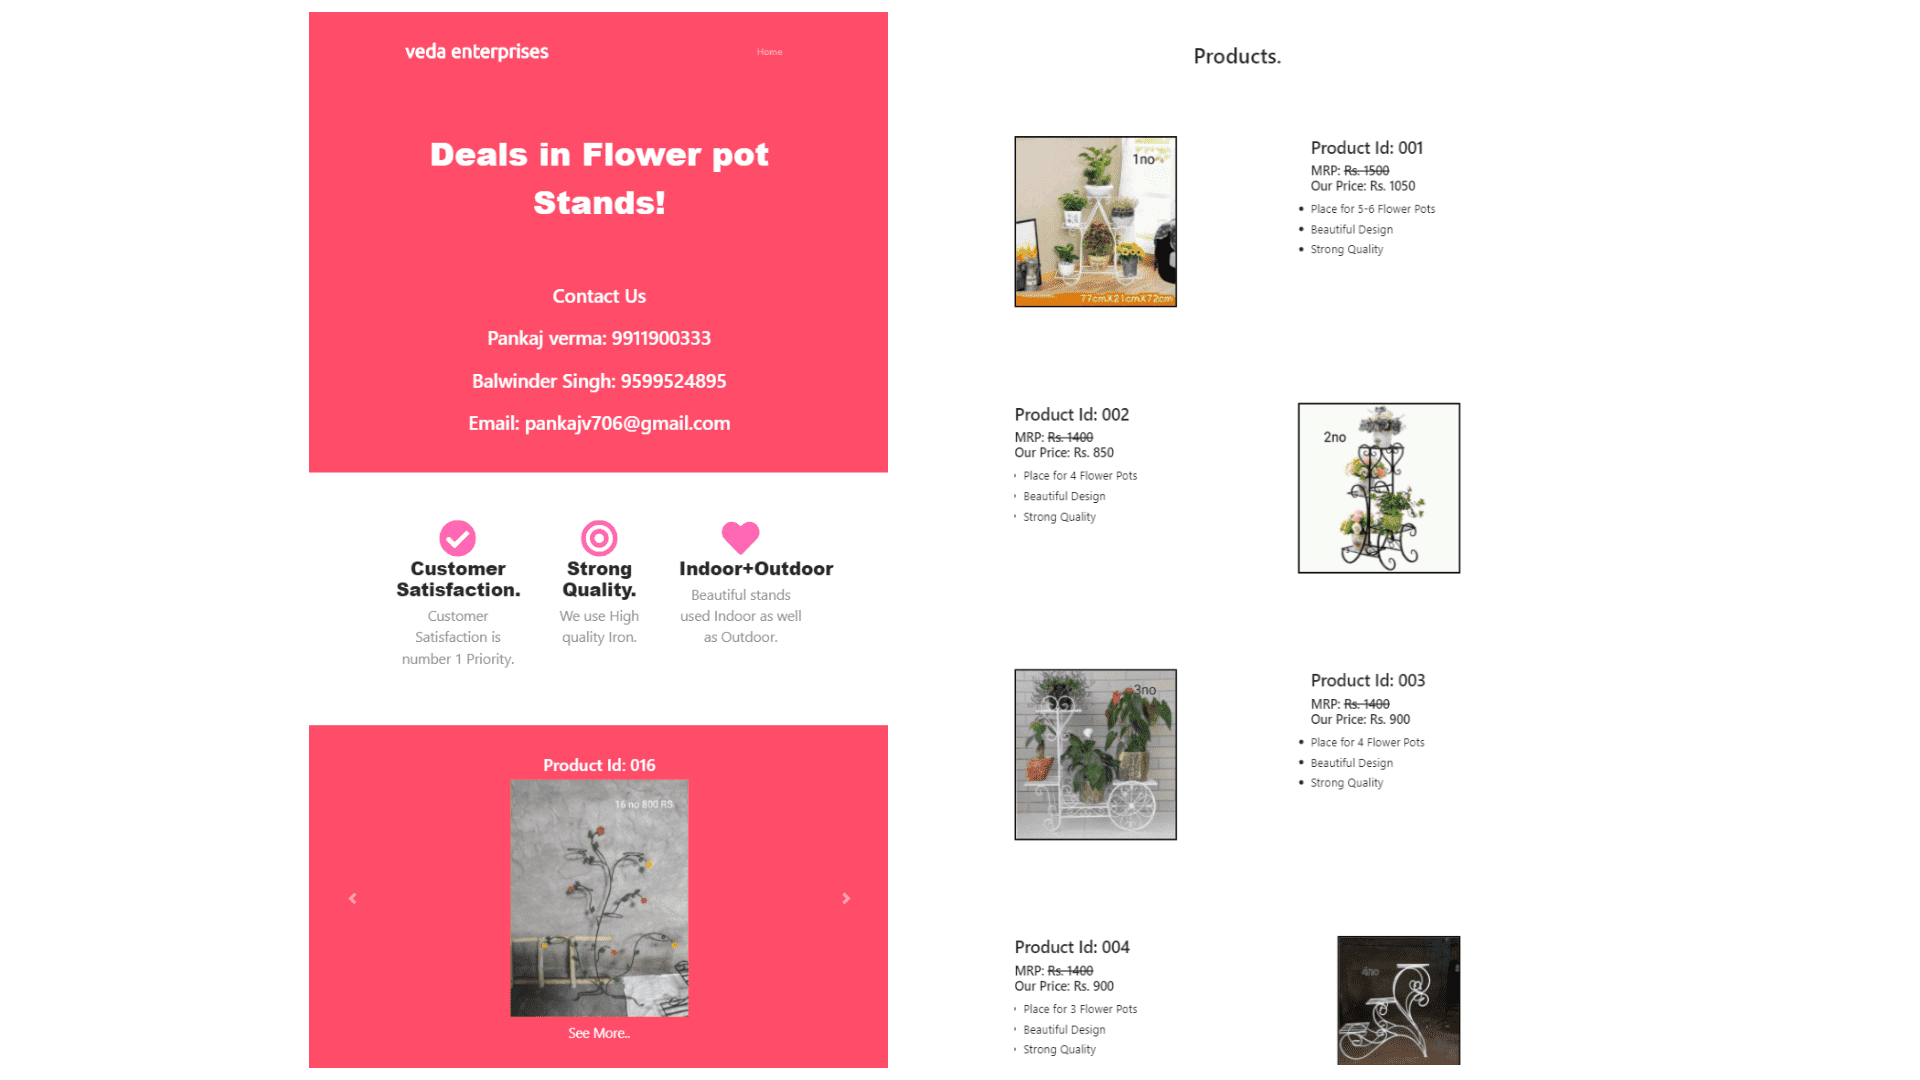 veda enterprises
Home
Deals in Flower pot
Stands!
Contact Us
Pankaj verma: 9911900333
Balwinder Singh: 9599524895
Email: pankajv706@gmail.com
Customer
Satisfaction.
Customer
Satisfaction is
number 1 Priority.
Strong
Quality.
We use High
quality Iron.
Indoor+Outdoor
Beautiful stands
used Indoor as well
as Outdoor.
Product Id: 016
16 no 800 RS
See More..
Products.
1no
77cmX21cmX72cm
Product Id: 001
MRP: Rs. 1500
Our Price: Rs. 1050
Place for 5-6 Flower Pots
Beautiful Design
Strong Quality
Product Id: 002
MRP: Rs. 1400
Our Price: Rs. 850
Place for 4 Flower Pots
Beautiful Design
Strong Quality
2no
3no
Product Id: 003
MRP: Rs. 1400
Our Price: Rs. 900
Place for 4 Flower Pots
Beautiful Design
Strong Quality
Product Id: 004
MRP: Rs. 1400
Our Price: Rs. 900
Place for 3 Flower Pots
Beautiful Design
Strong Quality
4no